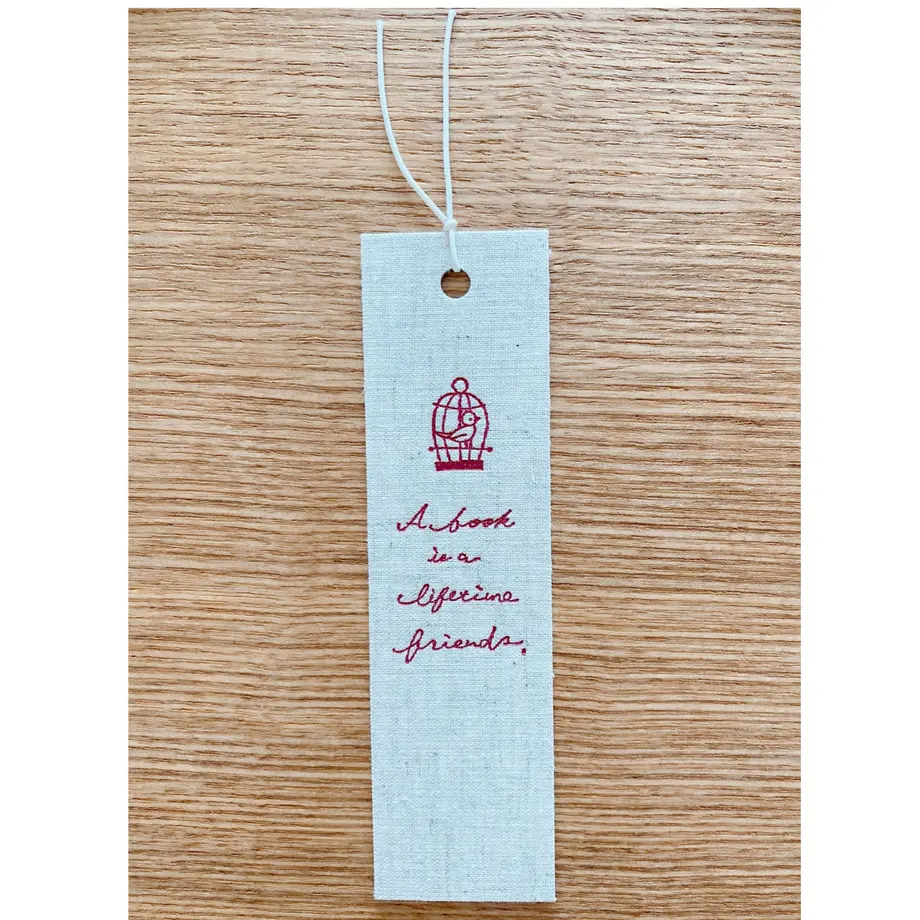 A book
is a
lifetime
friends.